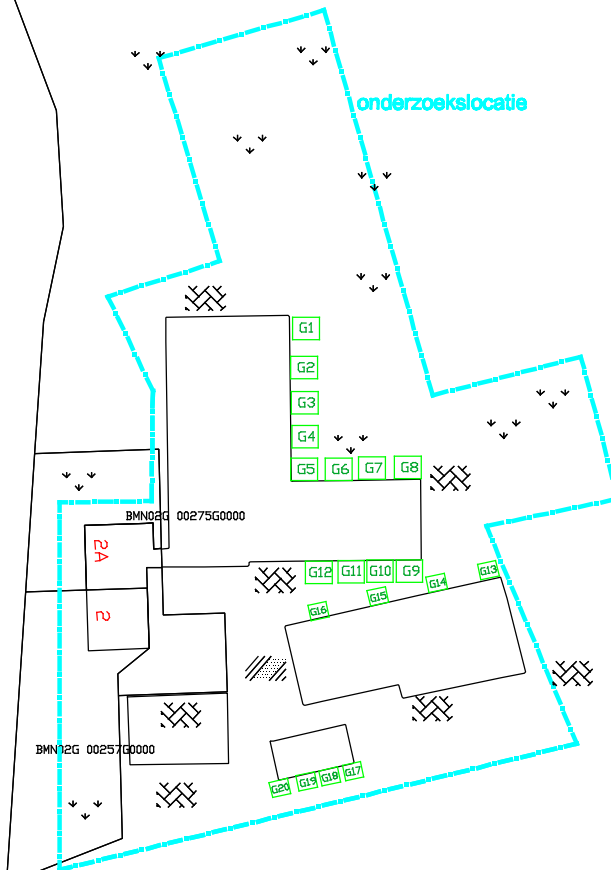 onderzoekslocatie
G1
G2
G3
G4
G5 G6 G7 G8
BMN02G 00275G0000
2A
G12 G11 G10 G9
G13
G14
G15
G16
2
BMN02G 00257G0000
G20 G19 G18 G17